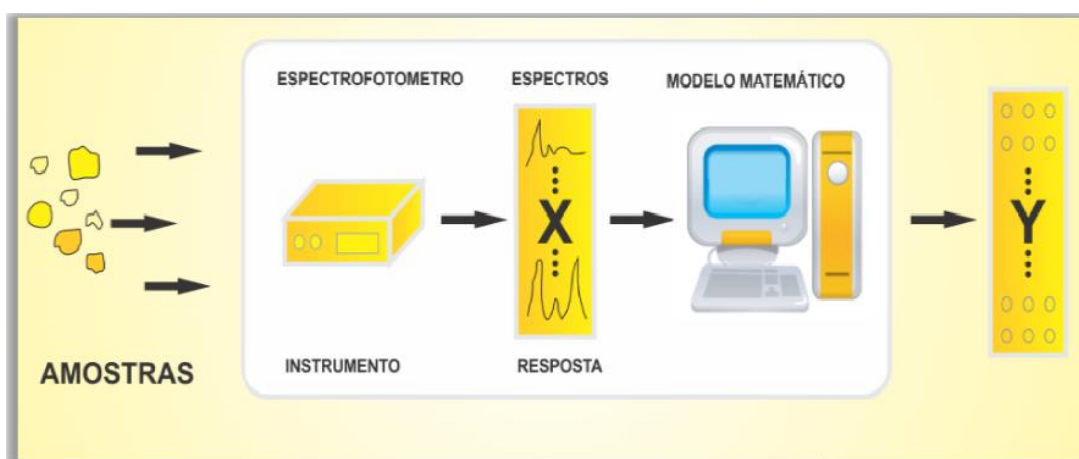 ESPECTROFOTOMETRO
ESPECTROS
MODELO MATEMÁTICO
X
Y
INSTRUMENTO
RESPOSTA
AMOSTRAS